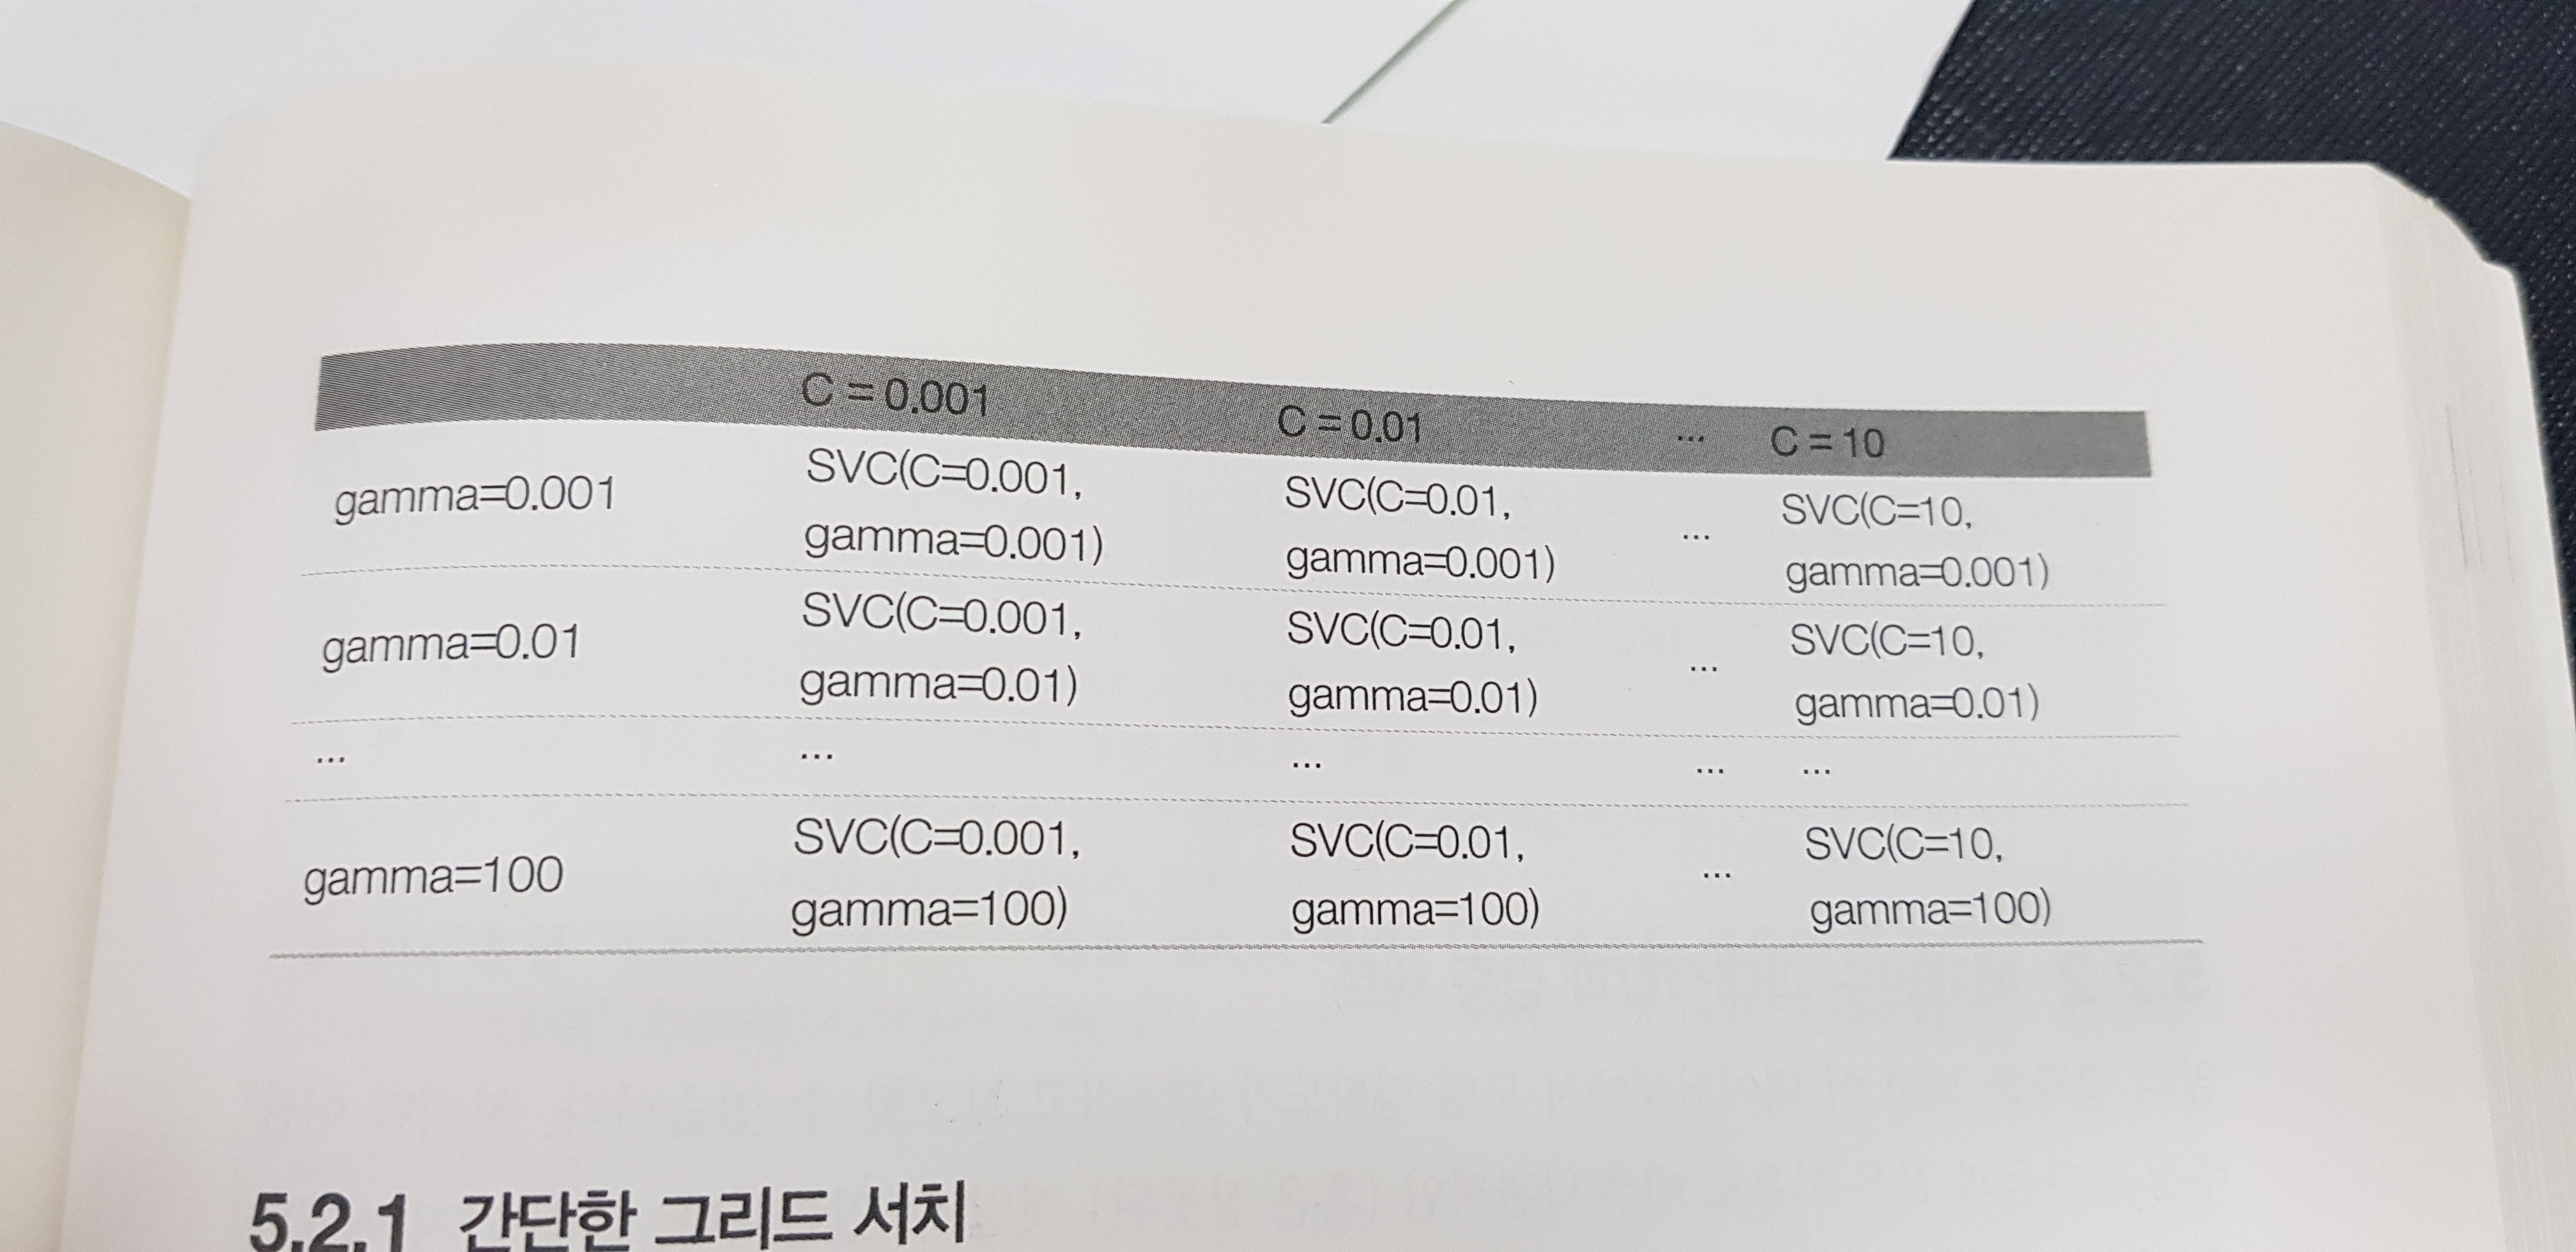 C = 0.001 C = 0.01 ... C = 10
gamma=0.001 SVC(C=0.001, SVC(C=0.01, ... SVC(C=10,
gamma=0.001) gamma=0.001) gamma=0.001)
gamma=0.01 SVC(C=0.001, SVC(C=0.01, ... SVC(C=10,
gamma=0.01) gamma=0.01) gamma=0.01)
... ... ... ... ...
gamma=100 SVC(C=0.001, SVC(C=0.01, ... SVC(C=10,
gamma=100) gamma=100) gamma=100)
5.2.1 간단한 그리드 서치